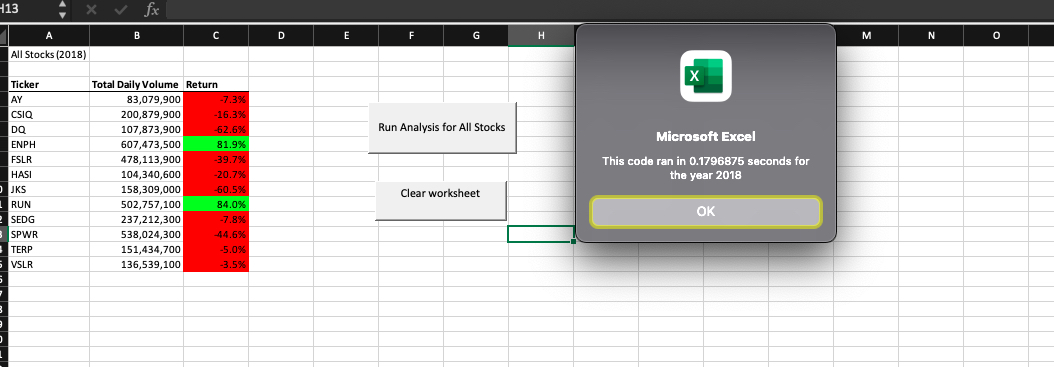 H13 fx
A B C D E F G H M N O
All Stocks (2018)
Ticker Total Daily Volume Return
AY 83,079,900 -7.3%
CSIQ 200,879,900 -16.3%
DQ 107,873,900 -62.6%
ENPH 607,473,500 81.9%
FSLR 478,113,900 -39.7%
HASI 104,340,600 -20.7%
JKS 158,309,000 -60.5%
RUN 502,757,100 84.0%
SEDG 237,212,300 -7.8%
SPWR 538,024,300 -44.6%
TERP 151,434,700 -5.0%
VSLR 136,539,100 -3.5%
Run Analysis for All Stocks
Clear worksheet
X
Microsoft Excel
This code ran in 0.1796875 seconds for
the year 2018
OK